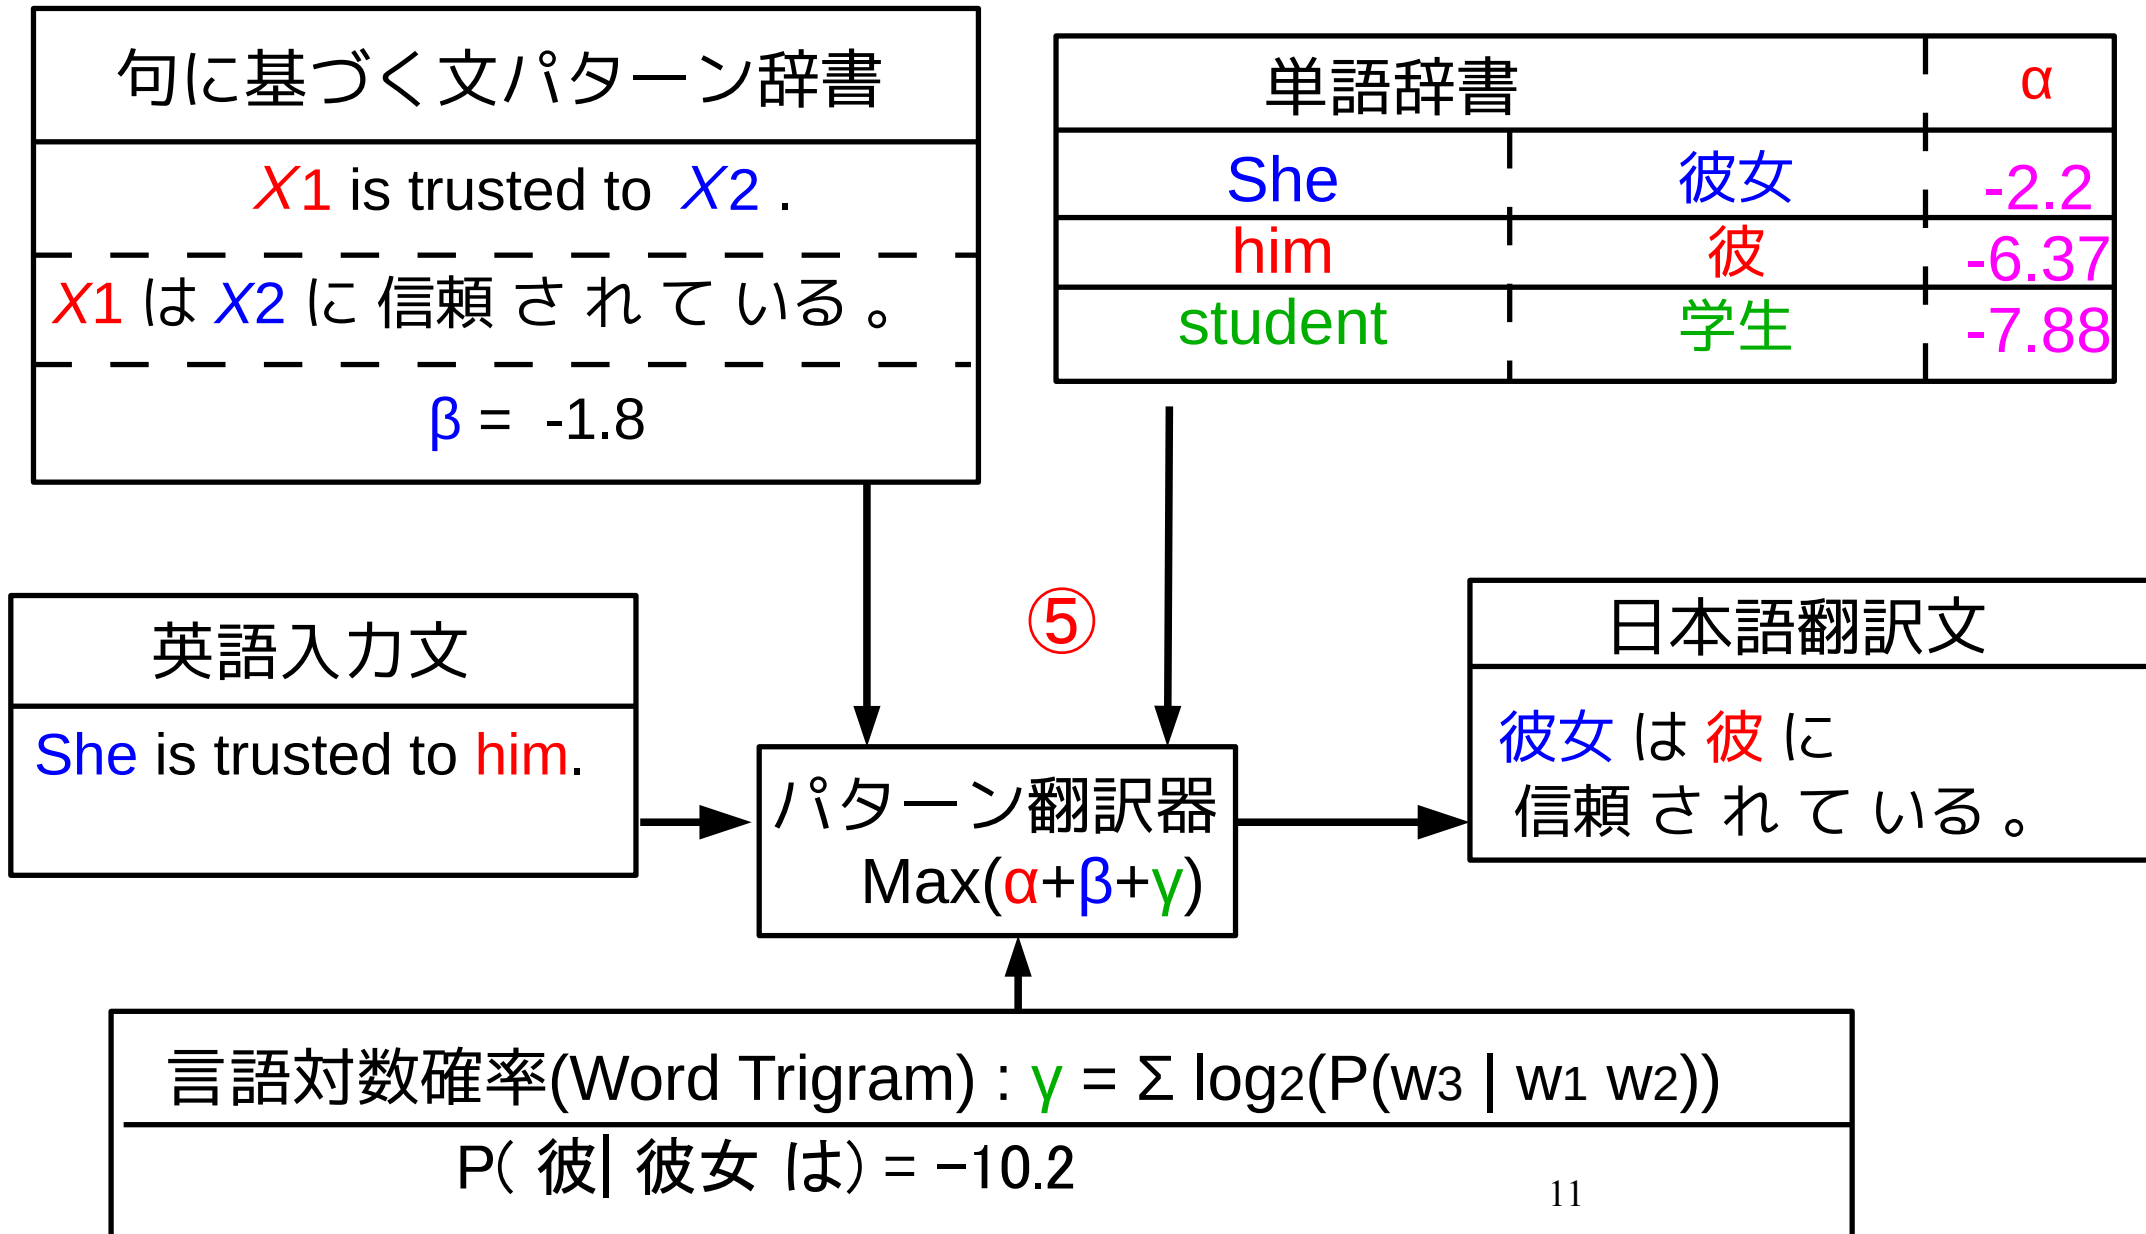 句に基づく文パターン辞書
X1 is trusted to X2 .
X1 は X2 に 信頼 さ れ て いる 。
β = -1.8
単語辞書 α
She 彼女 -2.2
him 彼 -6.37
student 学生 -7.88
⑤
英語入力文
She is trusted to him.
パターン翻訳器
Max(α+β+γ)
日本語翻訳文
彼女 は 彼 に
信頼 さ れ て いる 。
言語対数確率(Word Trigram) : γ = Σ log2(P(w3 | w1 w2))
P( 彼| 彼女 は) = −10.2
11